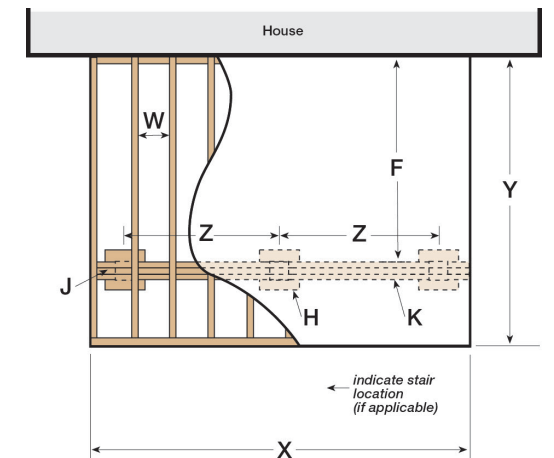 House
W
F
Y
Z
Z
J
H
K
indicate stair
location
(if applicable)
X